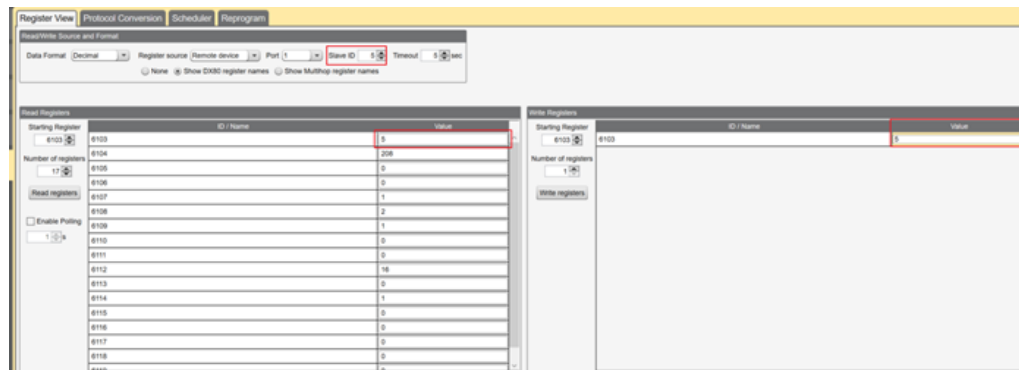 Register View Protocol Conversion Scheduler Reprogram
Read/Write Source and Format
Data Format Decimal Register source Remote device Port 1 Slave ID 5 Timeout 5 sec
None Show DX80 register names Show Multihop register names
Read Registers
Starting Register ID / Name Value
6103 6103 5
6104 206
Number of registers 6105 0
17 6106 0
Read registers 6107 1
6108 2
Enable Polling 6109 1
1 s 6110 0
6111 0
6112 16
6113 0
6114 1
6115 0
6116 0
6117 0
6118 0
Write Registers
Starting Register ID / Name Value
6103 6103 5
Number of registers
1
Write registers